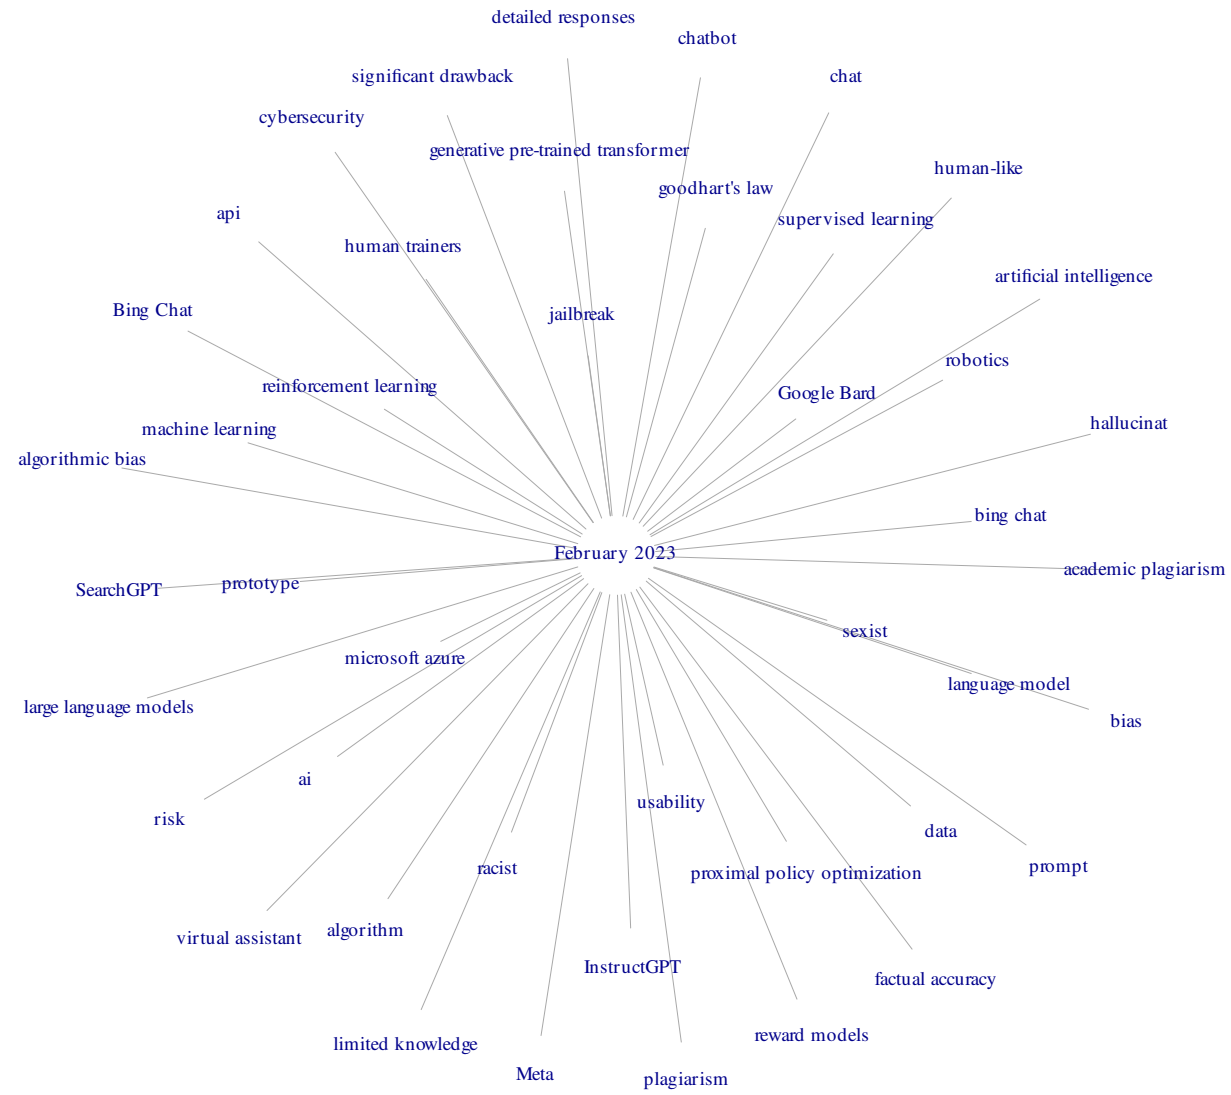 detailed responses
chatbot
significant drawback
chat
cybersecurity
generative pre-trained transformer
human-like
goodhart's law
api
supervised learning
human trainers
artificial intelligence
Bing Chat
jailbreak
robotics
reinforcement learning
Google Bard
hallucinat
machine learning
algorithmic bias
bing chat
February 2023
academic plagiarism
prototype
SearchGPT
sexist
microsoft azure
language model
large language models
bias
ai
usability
risk
data
prompt
racist
proximal policy optimization
algorithm
virtual assistant
InstructGPT
factual accuracy
reward models
limited knowledge
Meta
plagiarism